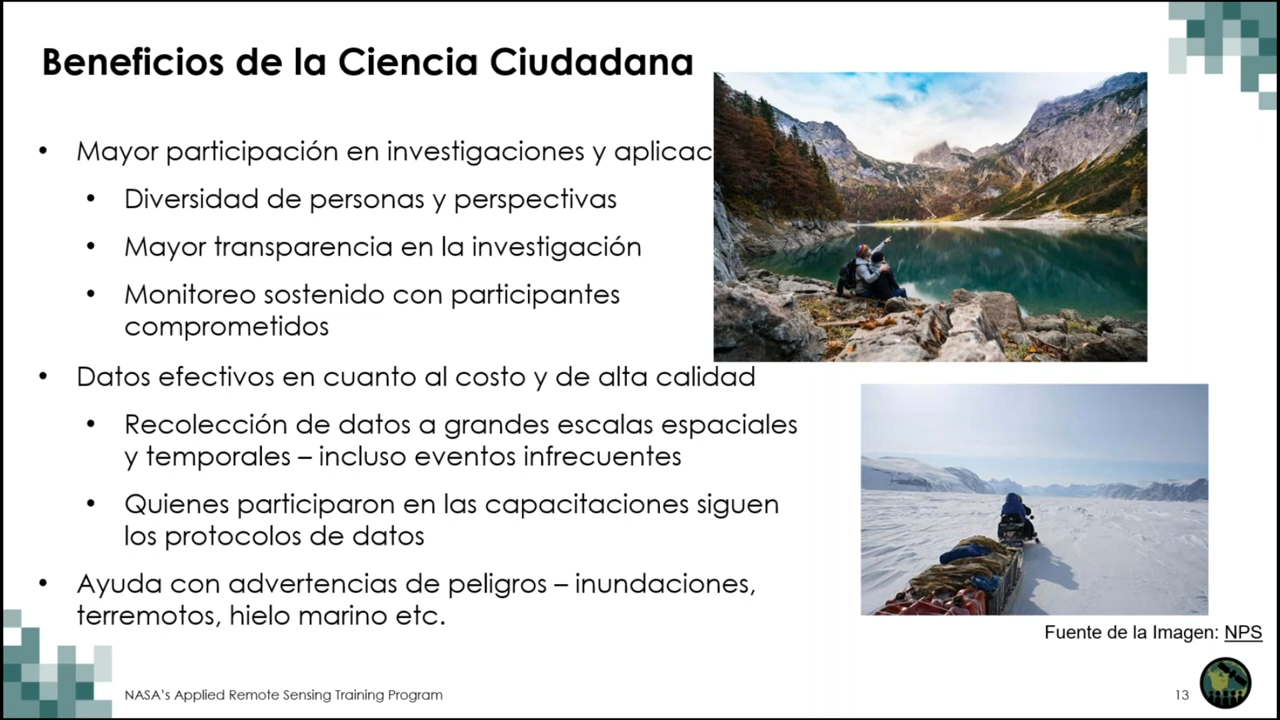 Beneficios de la Ciencia Ciudadana
• Mayor participación en investigaciones y aplicac
• Diversidad de personas y perspectivas
• Mayor transparencia en la investigación
• Monitoreo sostenido con participantes
comprometidos
• Datos efectivos en cuanto al costo y de alta calidad
• Recolección de datos a grandes escalas espaciales
y temporales – incluso eventos infrecuentes
• Quienes participaron en las capacitaciones siguen
los protocolos de datos
• Ayuda con advertencias de peligros – inundaciones,
terremotos, hielo marino etc.
Fuente de la Imagen: NPS
NASA's Applied Remote Sensing Training Program
13